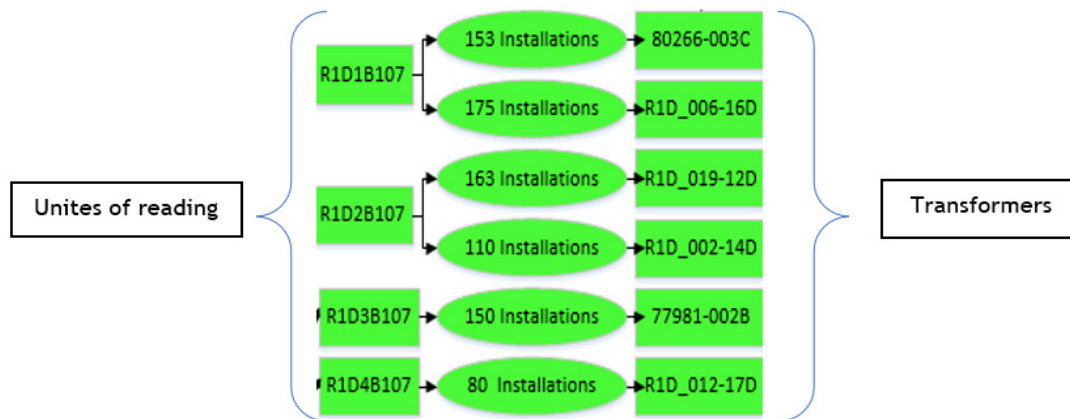 153 Installations
80266-003C
R1D1B107
175 Installations
R1D_006-16D
163 Installations
R1D_019-12D
Unites of reading
R1D2B107
Transformers
110 Installations
R1D_002-14D
R1D3B107
150 Installations
77981-002B
R1D4B107
80 Installations
R1D_012-17D